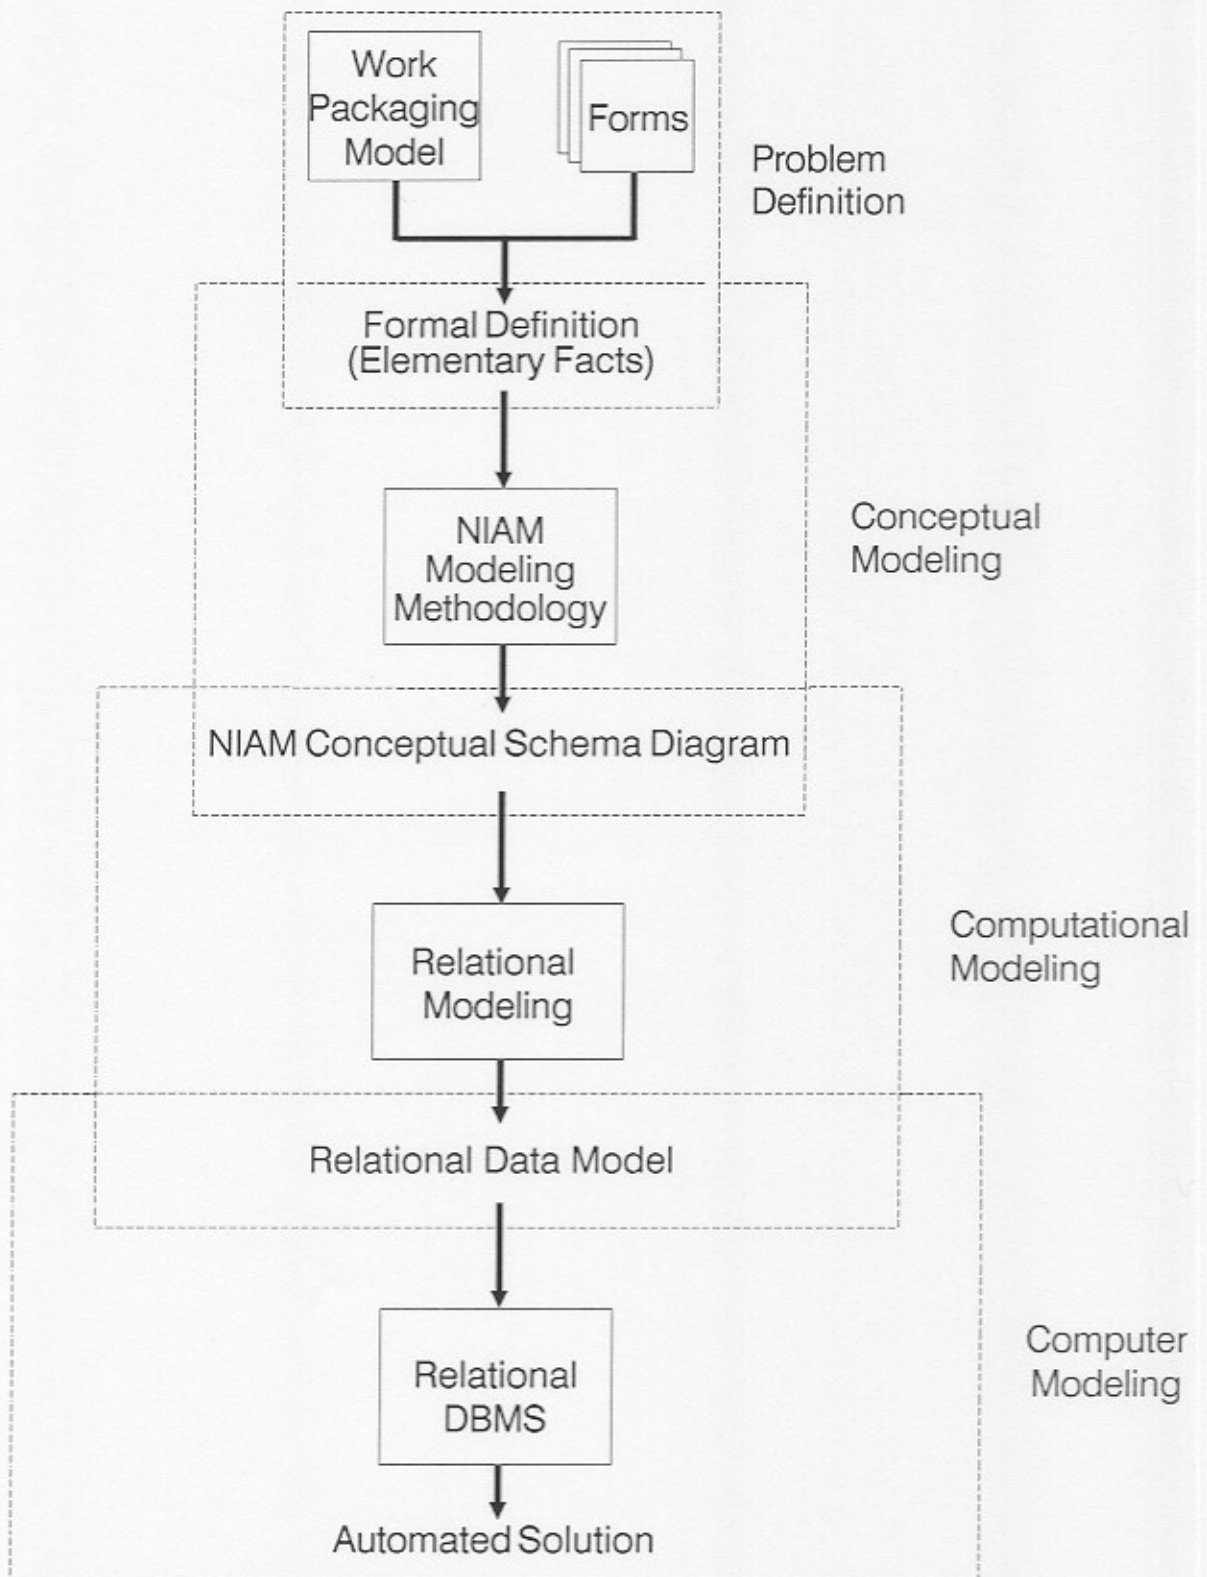 Work
Packaging
Model
Forms
Problem
Definition
Formal Definition
(Elementary Facts)
NIAM
Modeling
Methodology
Conceptual
Modeling
NIAM Conceptual Schema Diagram
Relational
Modeling
Computational
Modeling
Relational Data Model
Relational
DBMS
Computer
Modeling
Automated Solution